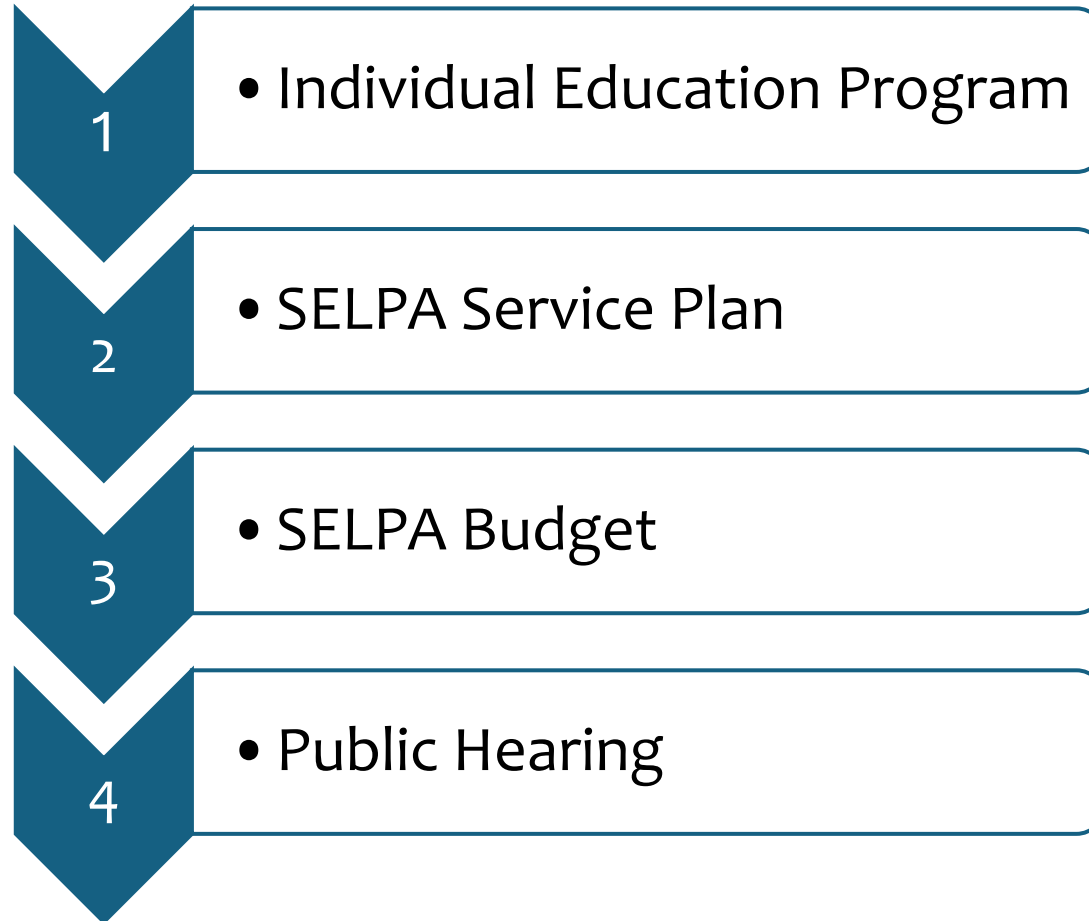 1
• Individual Education Program
2
• SELPA Service Plan
3
• SELPA Budget
4
• Public Hearing